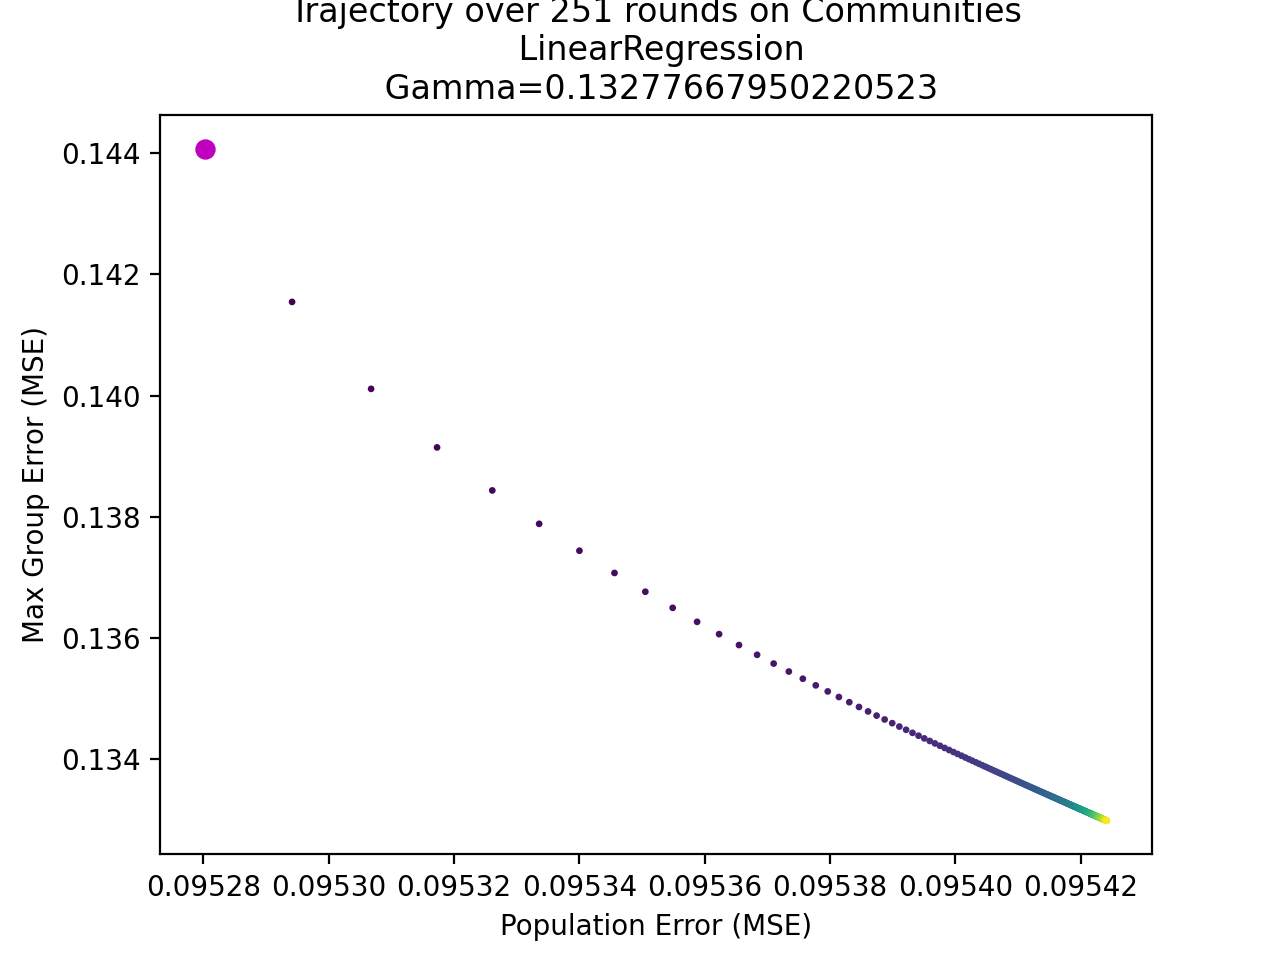 Trajectory over 251 rounds on Communities
LinearRegression
Gamma=0.13277667950220523
0.144
0.142
0.140
0.138
0.136
0.134
Max Group Error (MSE)
0.09528 0.09530 0.09532 0.09534 0.09536 0.09538 0.09540 0.09542
Population Error (MSE)